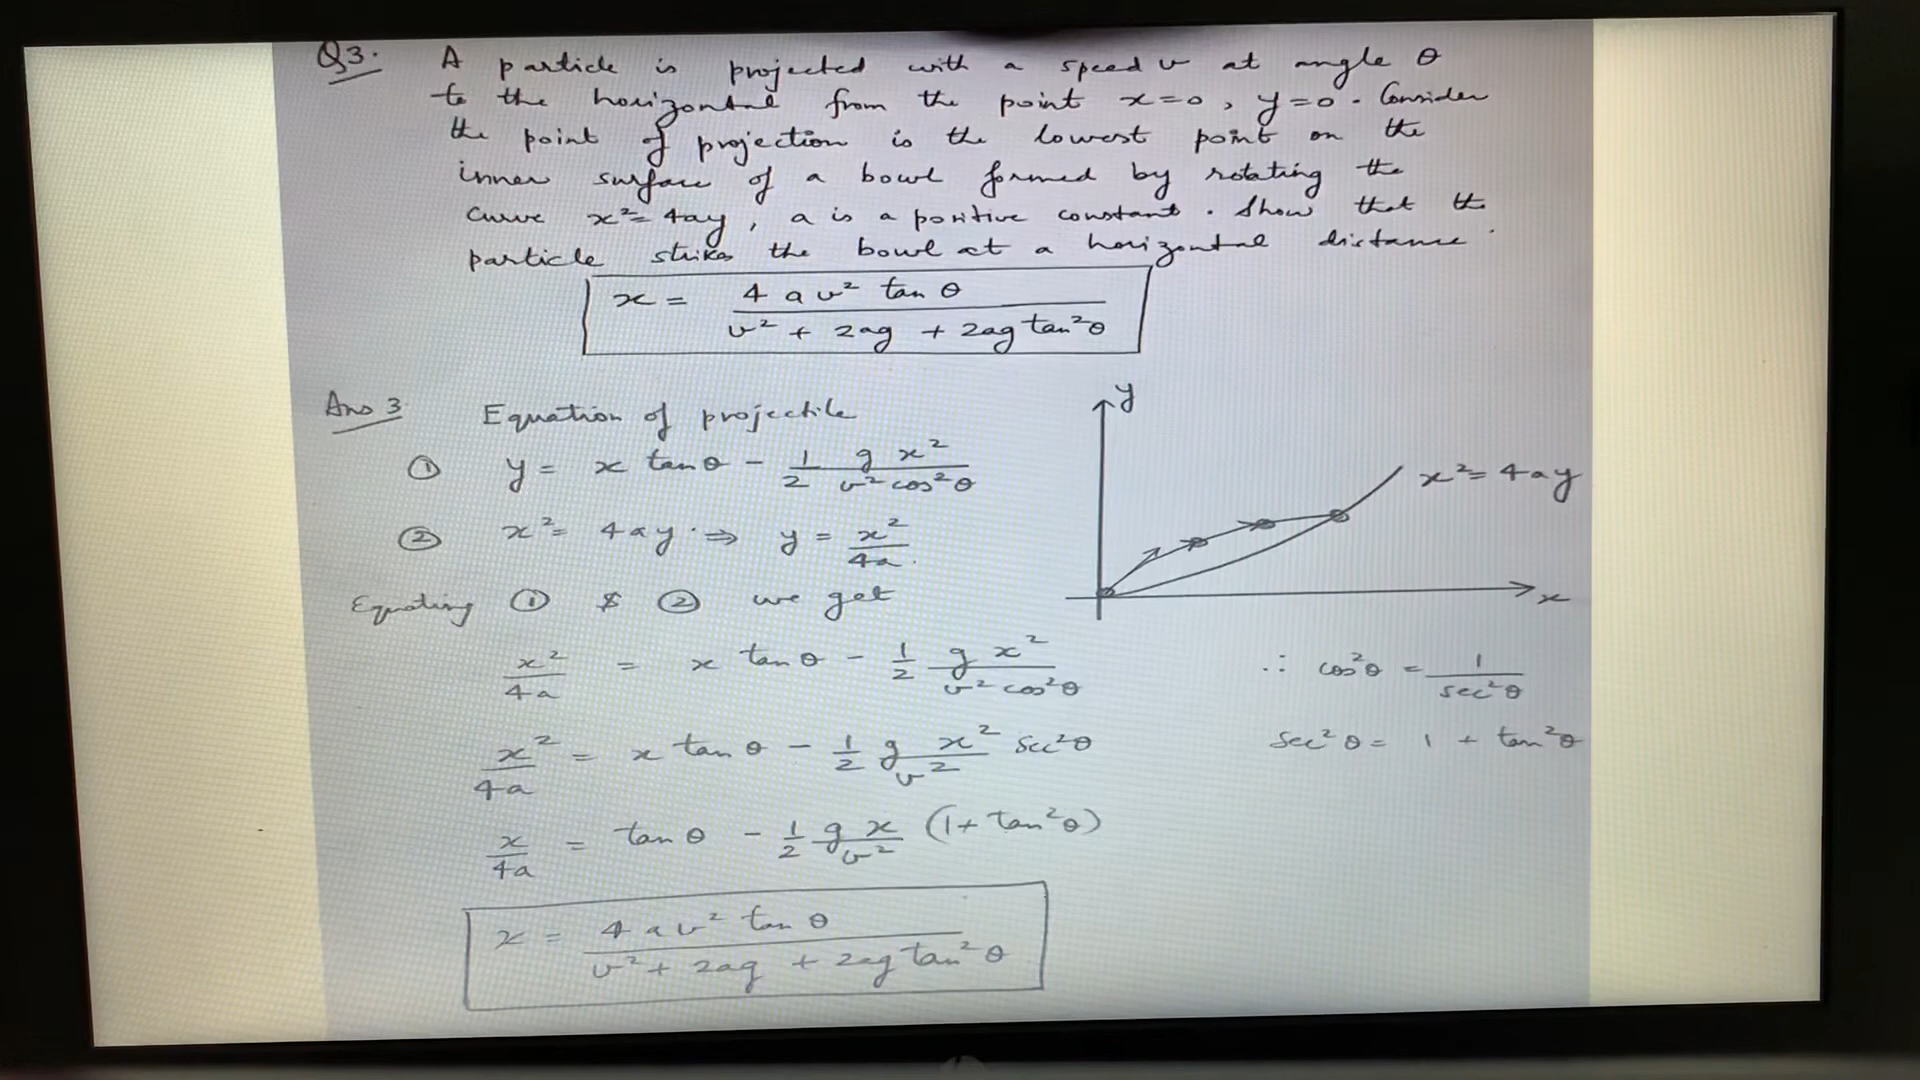 Q3. A particle is projected with a speed v at angle θ
to the horizontal from the point x=0, y=0. Consider
the point of projection is the lowest point on the
inner surface of a bowl formed by rotating the
curve x²=4ay, a is a positive constant. Show that the
particle strikes the bowl at a horizontal distance.
x = 4av² tan θ / (v² + 2ag + 2ag tan²θ)
Ans 3. Equation of projectile
y
① y = x tan θ - 1/2 gx²/(v² cos²θ)
x²=4ay
② x²= 4ay ⇒ y = x²/4a.
Equating ① $ ② we get
x
x²/4a = x tan θ - 1/2 gx²/(v² cos²θ)
∴ cos²θ = 1/sec²θ
x²/4a = x tan θ - 1/2 g x²/v² sec²θ
sec²θ = 1 + tan²θ
x/4a = tan θ - 1/2 gx/v² (1+tan²θ)
x = 4av² tan θ / (v² + 2ag + 2ag tan²θ)